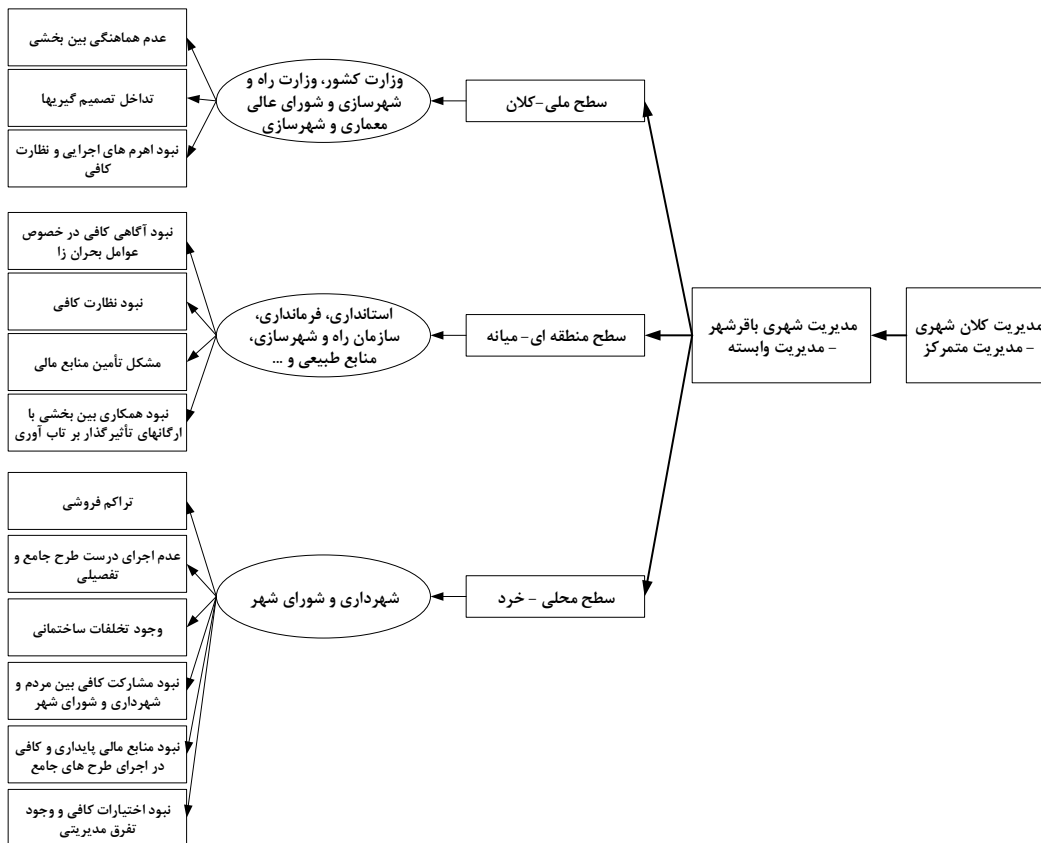 مدیریت کلان شهری
- مدیریت متمرکز
مدیریت شهری باقرشهر
- مدیریت وابسته
سطح ملی-کلان
وزارت کشور، وزارت راه و
شهرسازی و شورای عالی
معماری و شهرسازی
عدم هماهنگی بین بخشی
تداخل تصمیم گیریها
نبود اهرم های اجرایی و نظارت
کافی
سطح منطقه ای- میانه
استانداری، فرمانداری،
سازمان راه و شهرسازی،
منابع طبیعی و ...
نبود آگاهی کافی در خصوص
عوامل بحران زا
نبود نظارت کافی
مشکل تأمین منابع مالی
نبود همکاری بین بخشی با
ارگانهای تأثیرگذار بر تاب آوری
سطح محلی - خرد
شهرداری و شورای شهر
تراکم فروشی
عدم اجرای درست طرح جامع و
تفصیلی
وجود تخلفات ساختمانی
نبود مشارکت کافی بین مردم و
شهرداری و شورای شهر
نبود منابع مالی پایداری و کافی
در اجرای طرح های جامع
نبود اختیارات کافی و وجود
تفرق مدیریتی